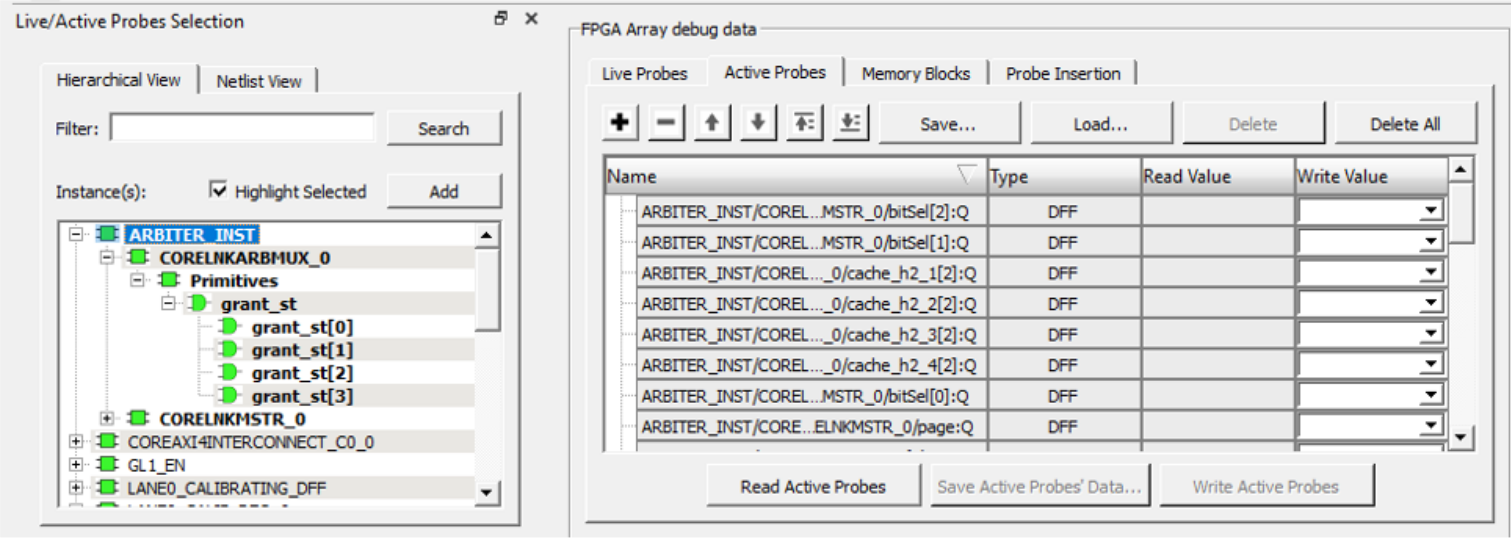 Live/Active Probes Selection
Hierarchical View
Netlist View
Filter:
Search
Instance(s):
Highlight Selected
Add
ARBITER_INST
CORELNKARBMUX_0
Primitives
grant_st
grant_st[0]
grant_st[1]
grant_st[2]
grant_st[3]
CORELNKMSTR_0
COREAXI4INTERCONNECT_C0_0
GL1_EN
LANE0_CALIBRATING_DFF
FPGA Array debug data
Live Probes
Active Probes
Memory Blocks
Probe Insertion
Save...
Load...
Delete
Delete All
Name Type Read Value Write Value
ARBITER_INST/COREL...MSTR_0/bitSel[2]:Q DFF
ARBITER_INST/COREL...MSTR_0/bitSel[1]:Q DFF
ARBITER_INST/COREL..._0/cache_h2_1[2]:Q DFF
ARBITER_INST/COREL..._0/cache_h2_2[2]:Q DFF
ARBITER_INST/COREL..._0/cache_h2_3[2]:Q DFF
ARBITER_INST/COREL..._0/cache_h2_4[2]:Q DFF
ARBITER_INST/COREL...MSTR_0/bitSel[0]:Q DFF
ARBITER_INST/CORE...ELNKMSTR_0/page:Q DFF
Read Active Probes
Save Active Probes' Data...
Write Active Probes